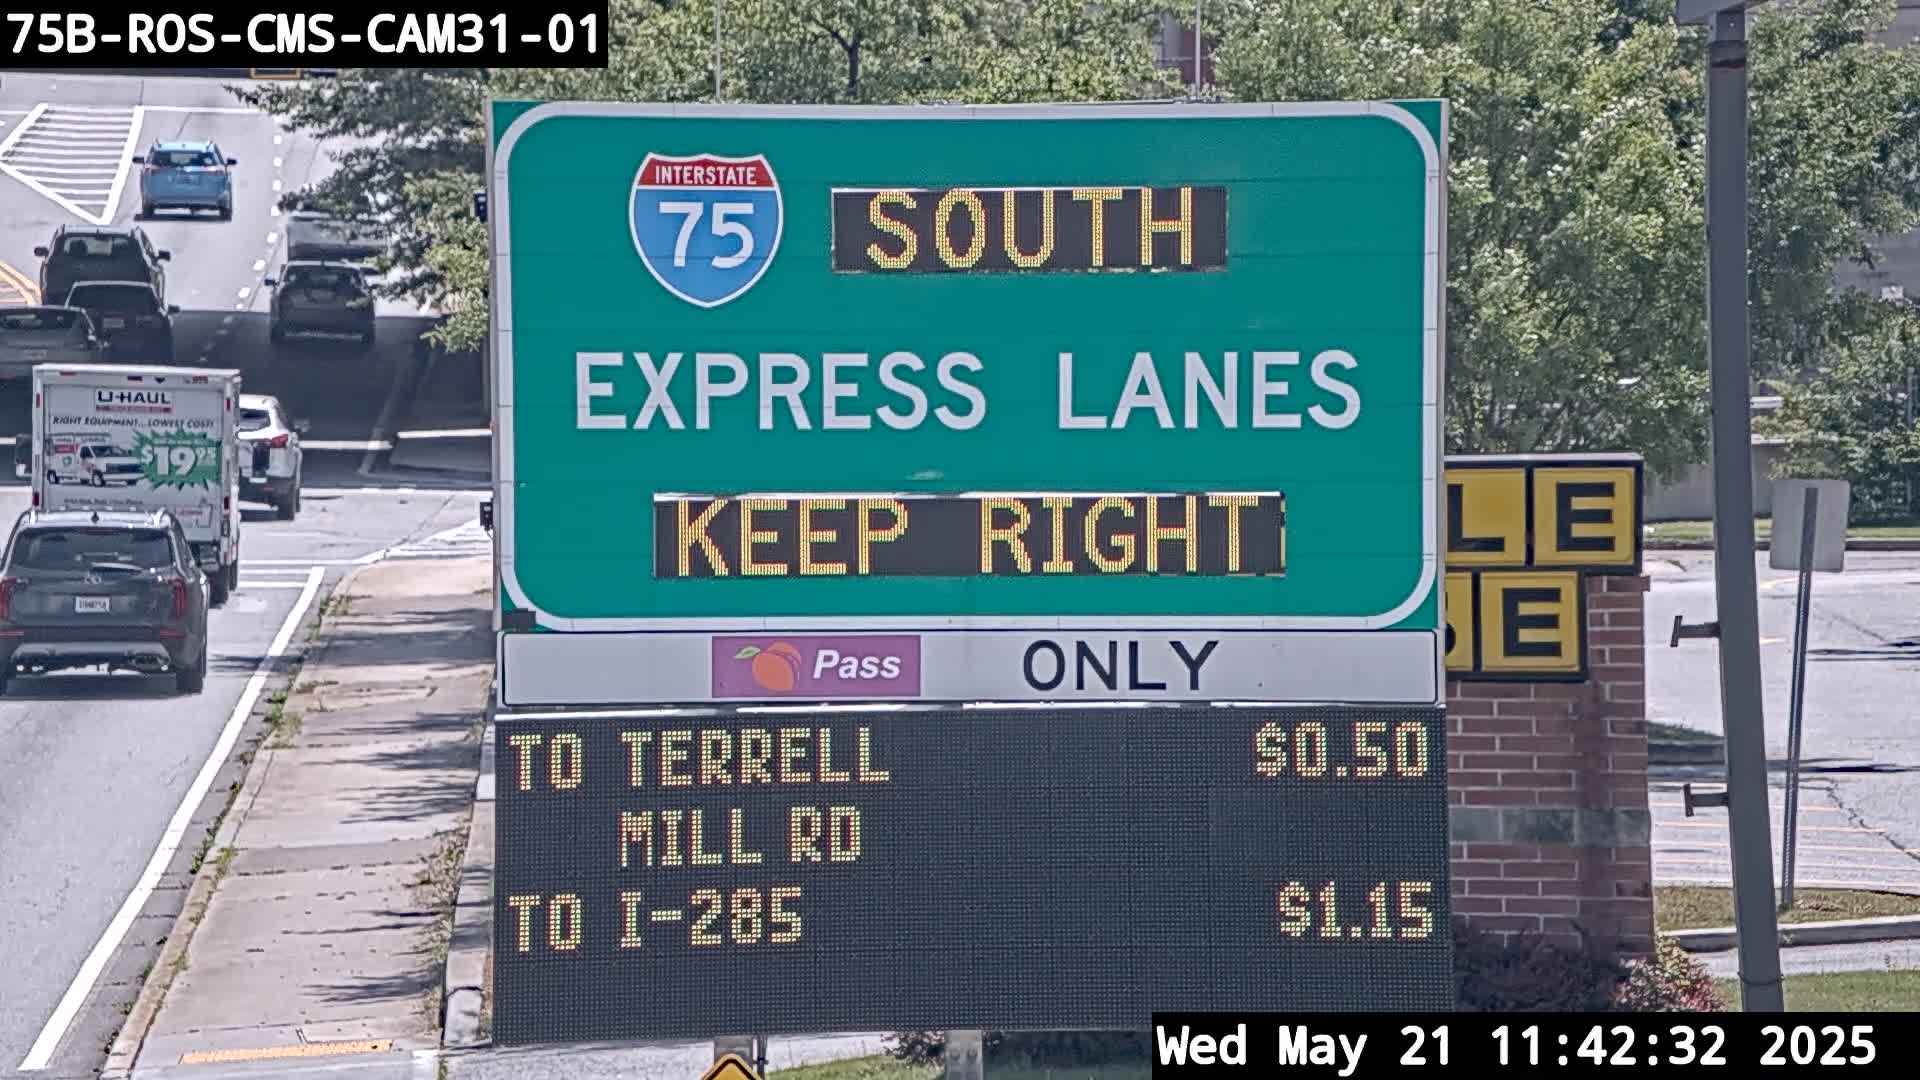 75B-ROS-CMS-CAM31-01
INTERSTATE
75
SOUTH
EXPRESS LANES
KEEP RIGHT
Pass ONLY
TO TERRELL $0.50
MILL RD
TO I-285 $1.15
U-HAUL
RIGHT EQUIPMENT...LOWEST COST!
$19.95
LE
E
Wed May 21 11:42:32 2025